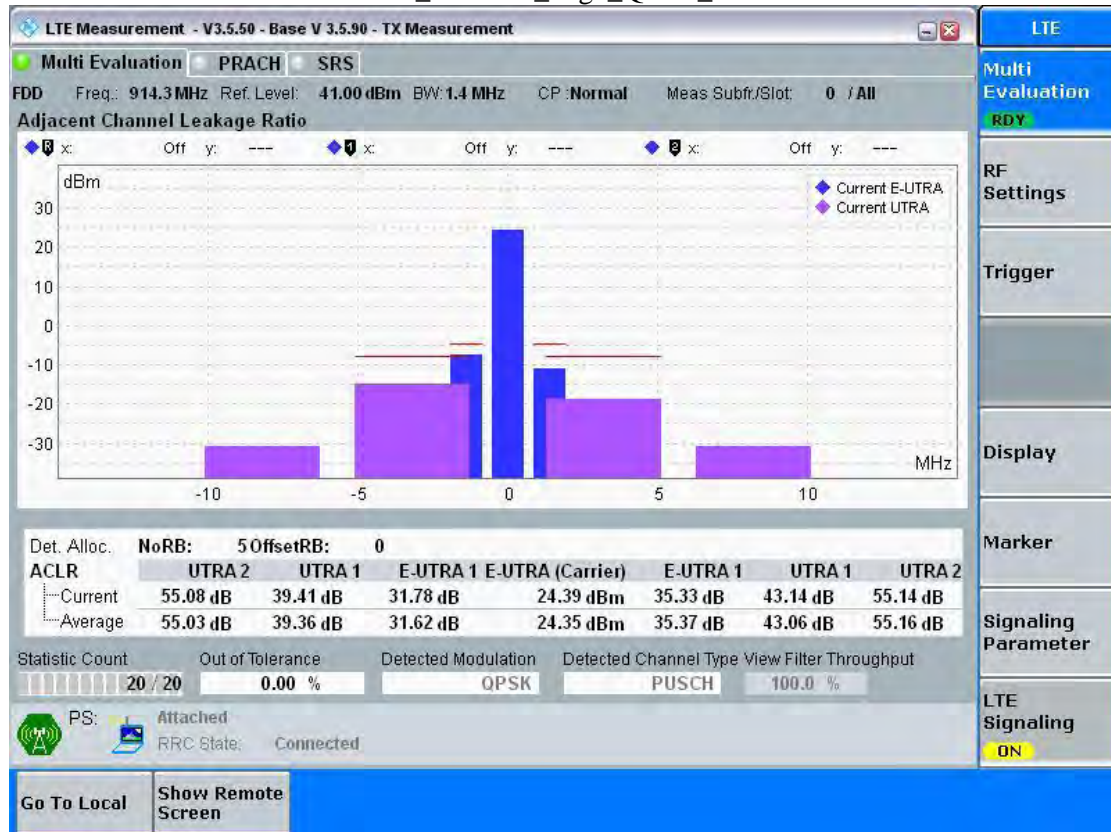 LTE Measurement - V3.5.50 - Base V 3.5.90 - TX Measurement
Multi Evaluation PRACH SRS
FDD Freq.: 914.3 MHz Ref. Level: 41.00 dBm BW: 1.4 MHz CP :Normal Meas Subfr./Slot: 0 / All
Adjacent Channel Leakage Ratio
R x: Off y: --- 1 x: Off y: --- 2 x: Off y: ---
dBm
Current E-UTRA
Current UTRA
30
20
10
0
-10
-20
-30
MHz
-10 -5 0 5 10
Det. Alloc. NoRB: 5 OffsetRB: 0
ACLR UTRA 2 UTRA 1 E-UTRA 1 E-UTRA (Carrier) E-UTRA 1 UTRA 1 UTRA 2
Current 55.08 dB 39.41 dB 31.78 dB 24.39 dBm 35.33 dB 43.14 dB 55.14 dB
Average 55.03 dB 39.36 dB 31.62 dB 24.35 dBm 35.37 dB 43.06 dB 55.16 dB
Statistic Count Out of Tolerance Detected Modulation Detected Channel Type View Filter Throughput
20 / 20 0.00 % QPSK PUSCH 100.0 %
PS: Attached
RRC State: Connected
Go To Local
Show Remote
Screen
LTE
Multi
Evaluation
RDY
RF
Settings
Trigger
Display
Marker
Signaling
Parameter
LTE
Signaling
ON